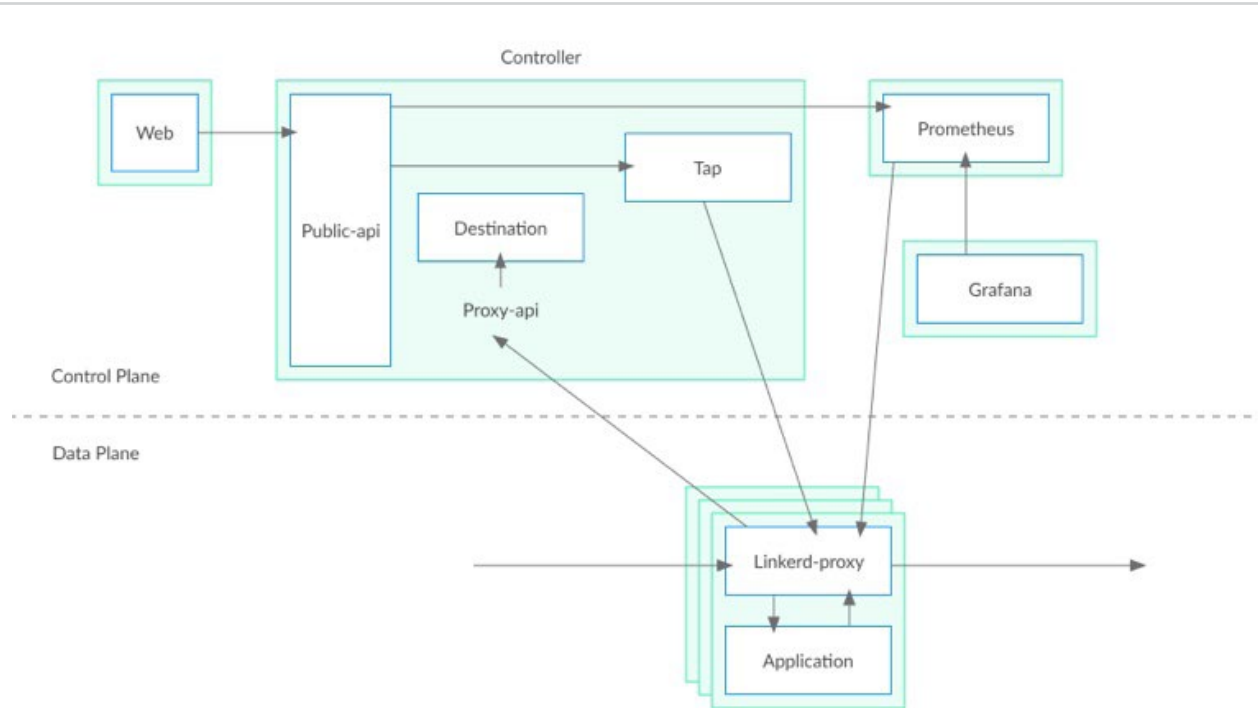 Controller
Web
Prometheus
Tap
Public-api
Destination
Grafana
Proxy-api
Control Plane
Data Plane
Linkerd-proxy
Application